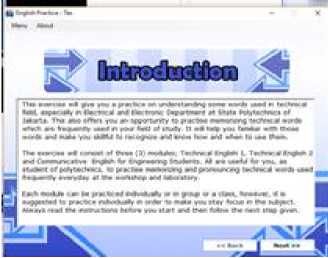 English Practice - Tax
Menu About
Introduction
This exercise will give you a practice on understanding some words used in technical
field, especially in Electrical and Electronic Department at State Polytechnics of
Jakarta. This also offers you an opportunity to practise memorizing technical words
which are frequently used in your field of study. It will help you familiar with those
words and make you skillful to recognize and know how and when to use them.
The exercise will consist of three (3) modules; Technical English 1, Technical English 2
and Communicative English for Engineering Students. All are useful for you, as
student of polytechnics, to practise memorizing and pronouncing technical words used
frequently everyday at the workshop and laboratory.
Each module can be practiced individually or in group or a class, however, it is
suggested to practice individually in order to make you stay focus in the subject.
Always read the instructions before you start and then follow the next step given.
<< Back Next >>